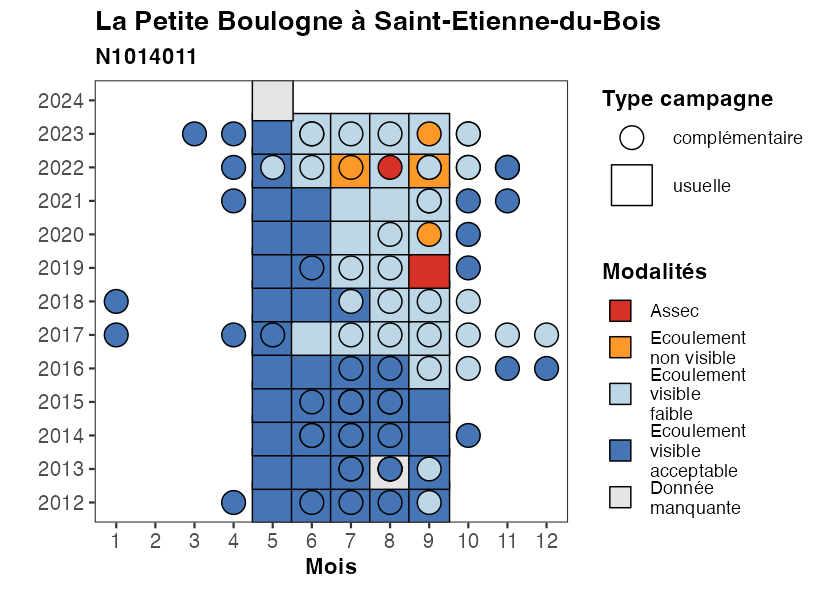 La Petite Boulogne à Saint-Etienne-du-Bois
N1014011
2024
2023
2022
2021
2020
2019
2018
2017
2016
2015
2014
2013
2012
1 2 3 4 5 6 7 8 9 10 11 12
Mois
Type campagne
complémentaire
usuelle
Modalités
Assec
Ecoulement
non visible
Ecoulement
visible
faible
Ecoulement
visible
acceptable
Donnée
manquante